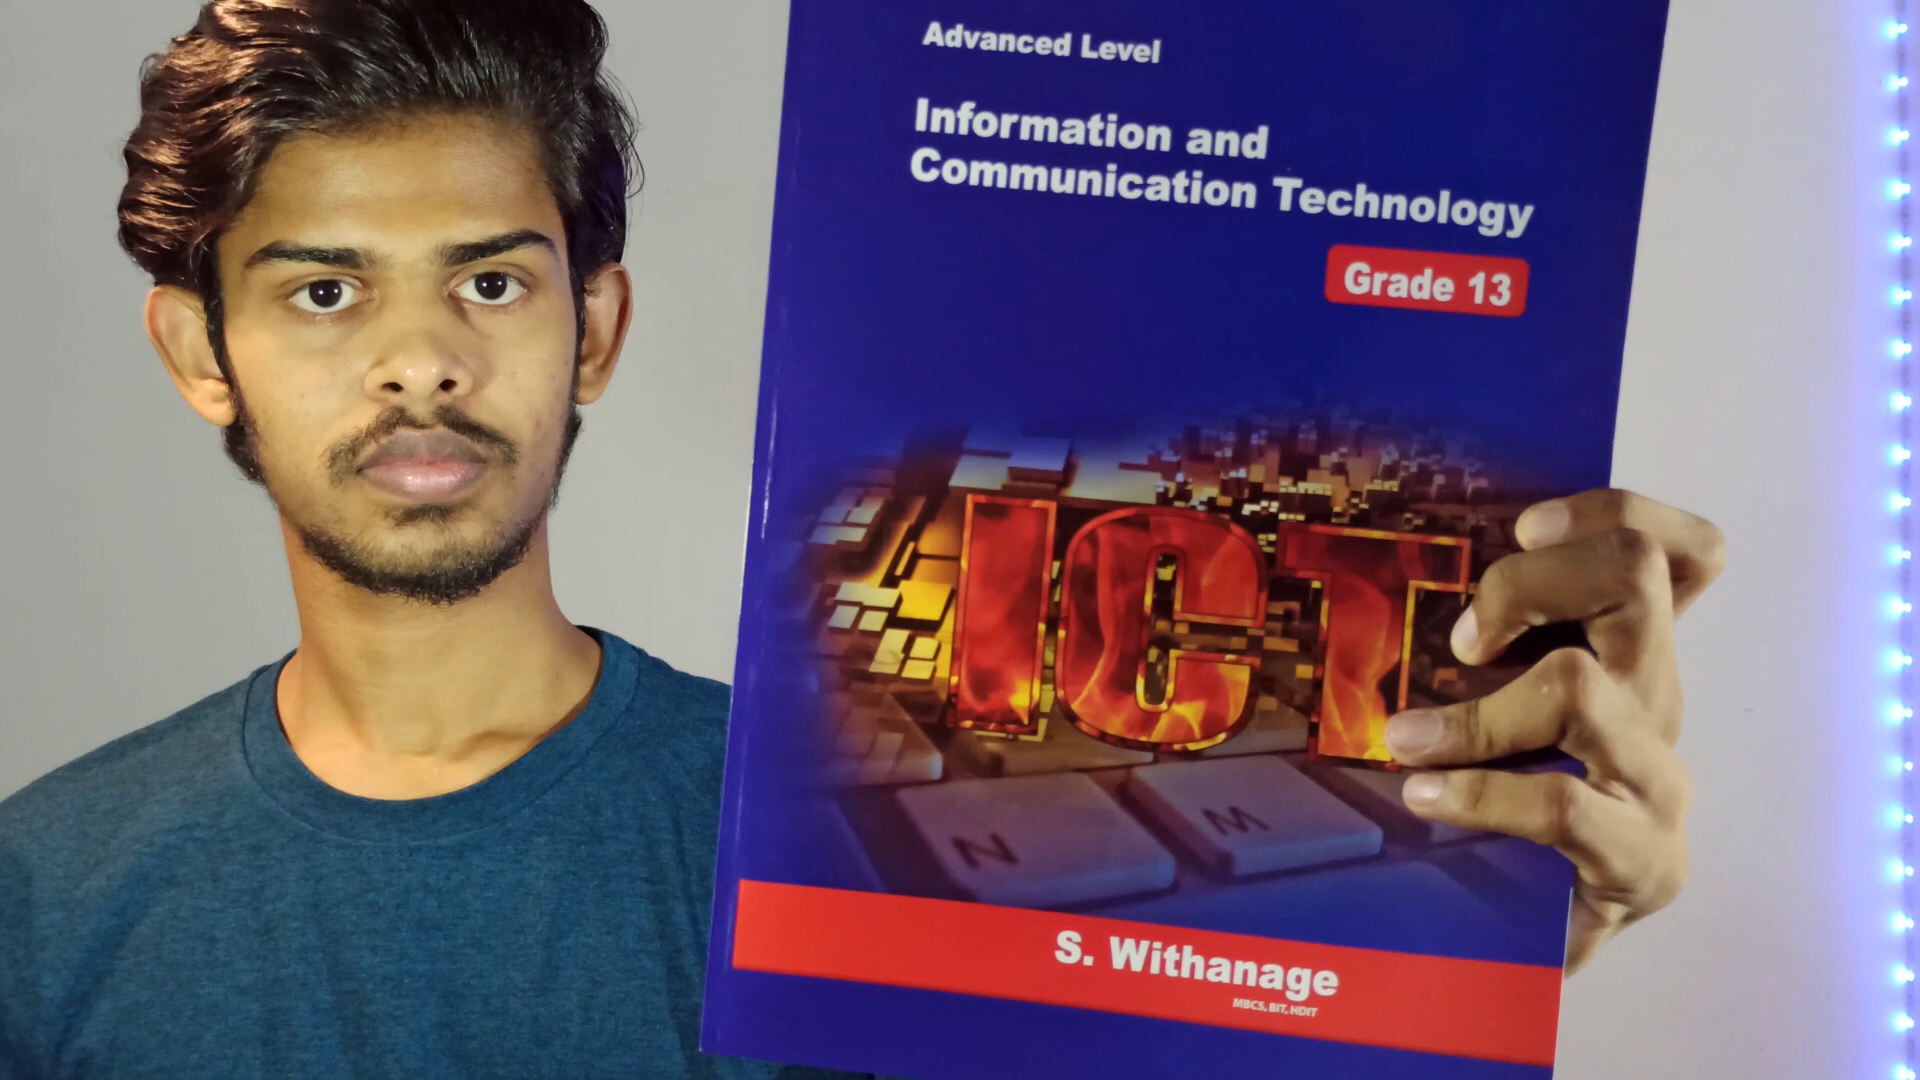 Advanced Level
Information and
Communication Technology
Grade 13
ICT
N
M
S. Withanage
MBCS, BIT, HDIT